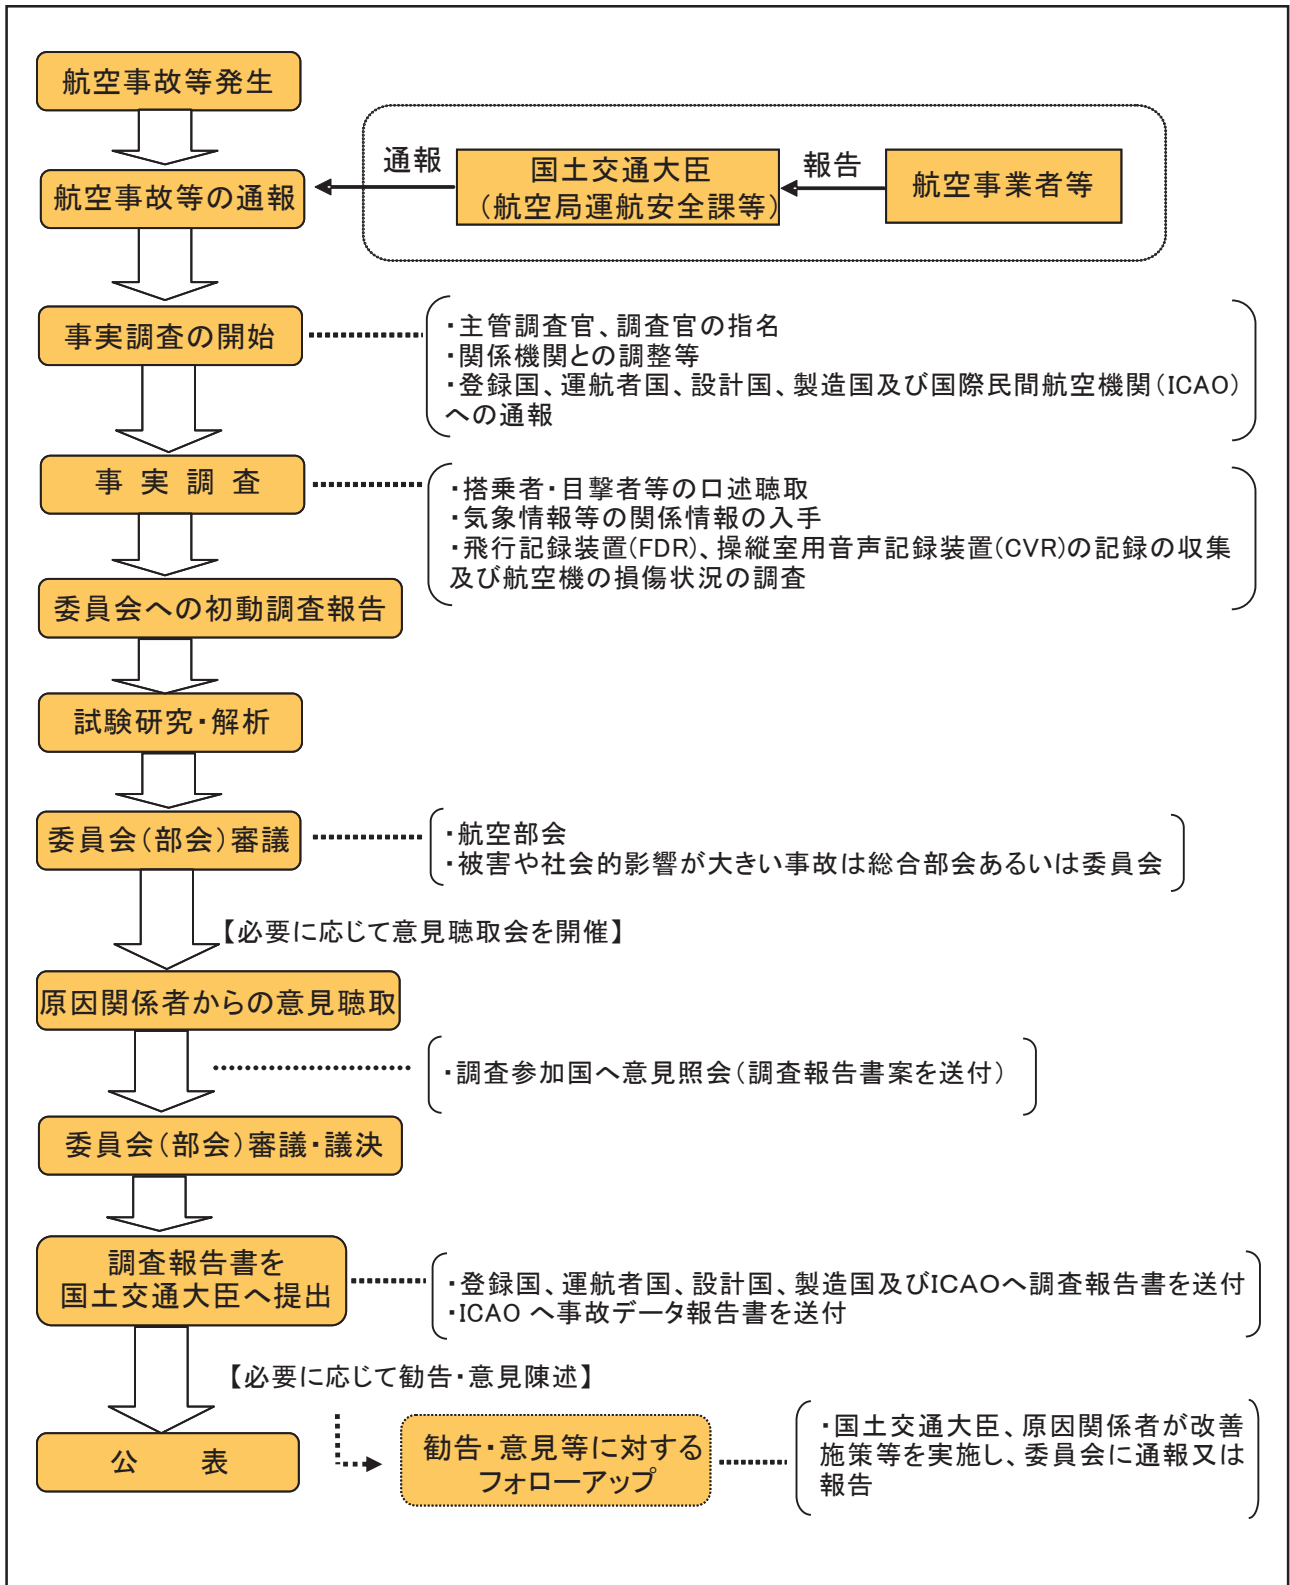 航空事故等発生
通報
国土交通大臣
（航空局運航安全課等）
報告
航空事業者等
航空事故等の通報
事実調査の開始
・主管調査官、調査官の指名
・関係機関との調整等
・登録国、運航者国、設計国、製造国及び国際民間航空機関（ICAO）
への通報
事実調査
・搭乗者・目撃者等の口述聴取
・気象情報等の関係情報の入手
・飛行記録装置(FDR)、操縦室用音声記録装置(CVR)の記録の収集
及び航空機の損傷状況の調査
委員会への初動調査報告
試験研究・解析
委員会（部会）審議
・航空部会
・被害や社会的影響が大きい事故は総合部会あるいは委員会
【必要に応じて意見聴取会を開催】
原因関係者からの意見聴取
・調査参加国へ意見照会（調査報告書案を送付）
委員会（部会）審議・議決
調査報告書を
国土交通大臣へ提出
・登録国、運航者国、設計国、製造国及びICAOへ調査報告書を送付
・ICAO へ事故データ報告書を送付
【必要に応じて勧告・意見陳述】
公　　表
勧告・意見等に対する
フォローアップ
・国土交通大臣、原因関係者が改善
施策等を実施し、委員会に通報又は
報告